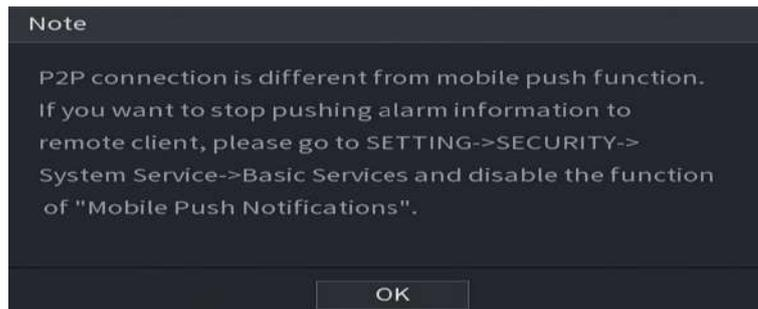 Note
P2P connection is different from mobile push function.
If you want to stop pushing alarm information to
remote client, please go to SETTING->SECURITY->
System Service->Basic Services and disable the function
of "Mobile Push Notifications".
OK